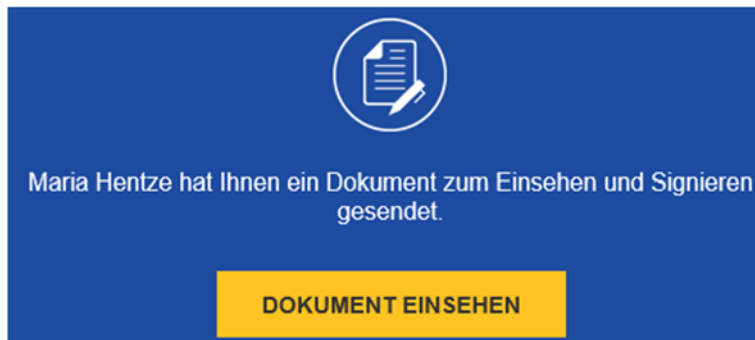 Maria Hentze hat Ihnen ein Dokument zum Einsehen und Signieren
gesendet.
DOKUMENT EINSEHEN